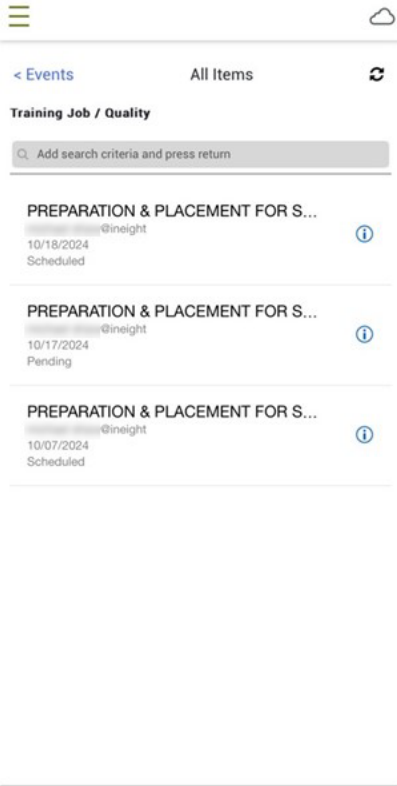 < Events
All Items
Training Job / Quality
Add search criteria and press return
PREPARATION & PLACEMENT FOR S...
@ineight
10/18/2024
Scheduled
PREPARATION & PLACEMENT FOR S...
@ineight
10/17/2024
Pending
PREPARATION & PLACEMENT FOR S...
@ineight
10/07/2024
Scheduled